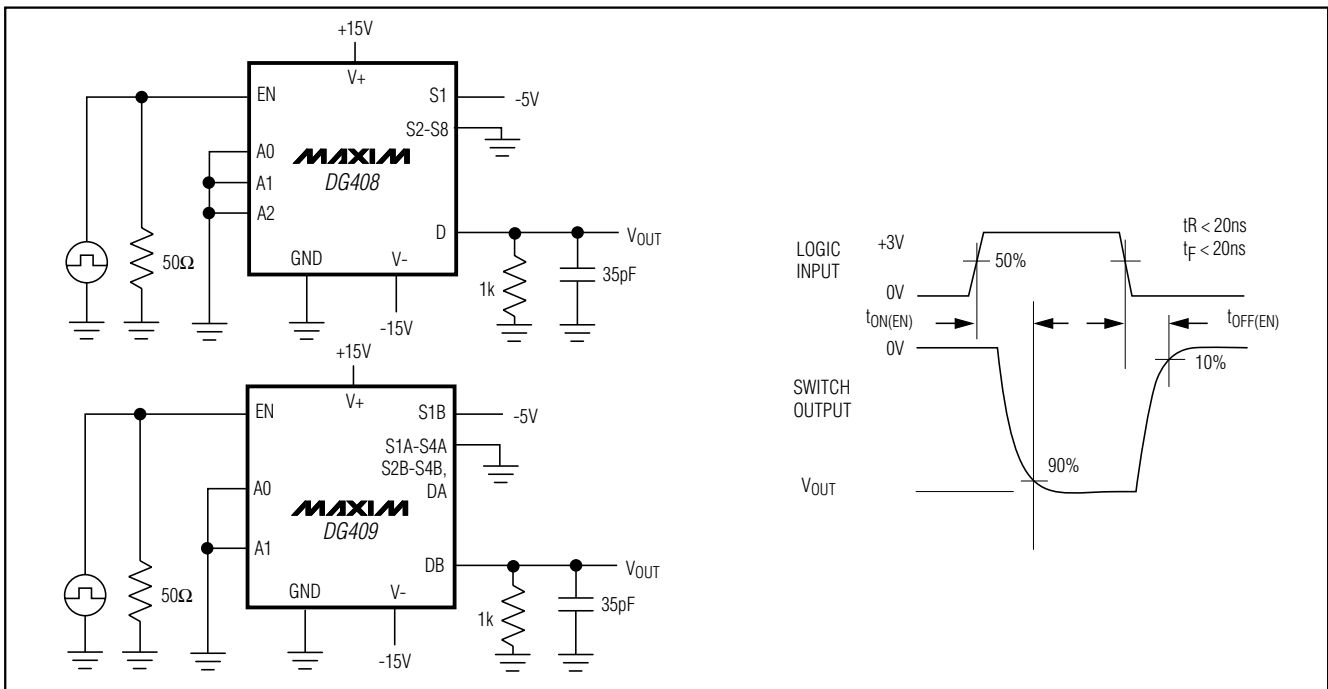 +15V
V+
EN
S1
-5V
S2-S8
A0
MAXIM
A1
DG408
A2
D
VOUT
50Ω
GND
V-
1k
35pF
-15V
+15V
V+
EN
S1B
-5V
S1A-S4A
S2B-S4B,
DA
A0
MAXIM
DG409
A1
DB
VOUT
50Ω
GND
V-
1k
35pF
-15V
LOGIC
INPUT
+3V
50%
tR < 20ns
tF < 20ns
0V
tON(EN)
tOFF(EN)
0V
10%
SWITCH
OUTPUT
90%
VOUT